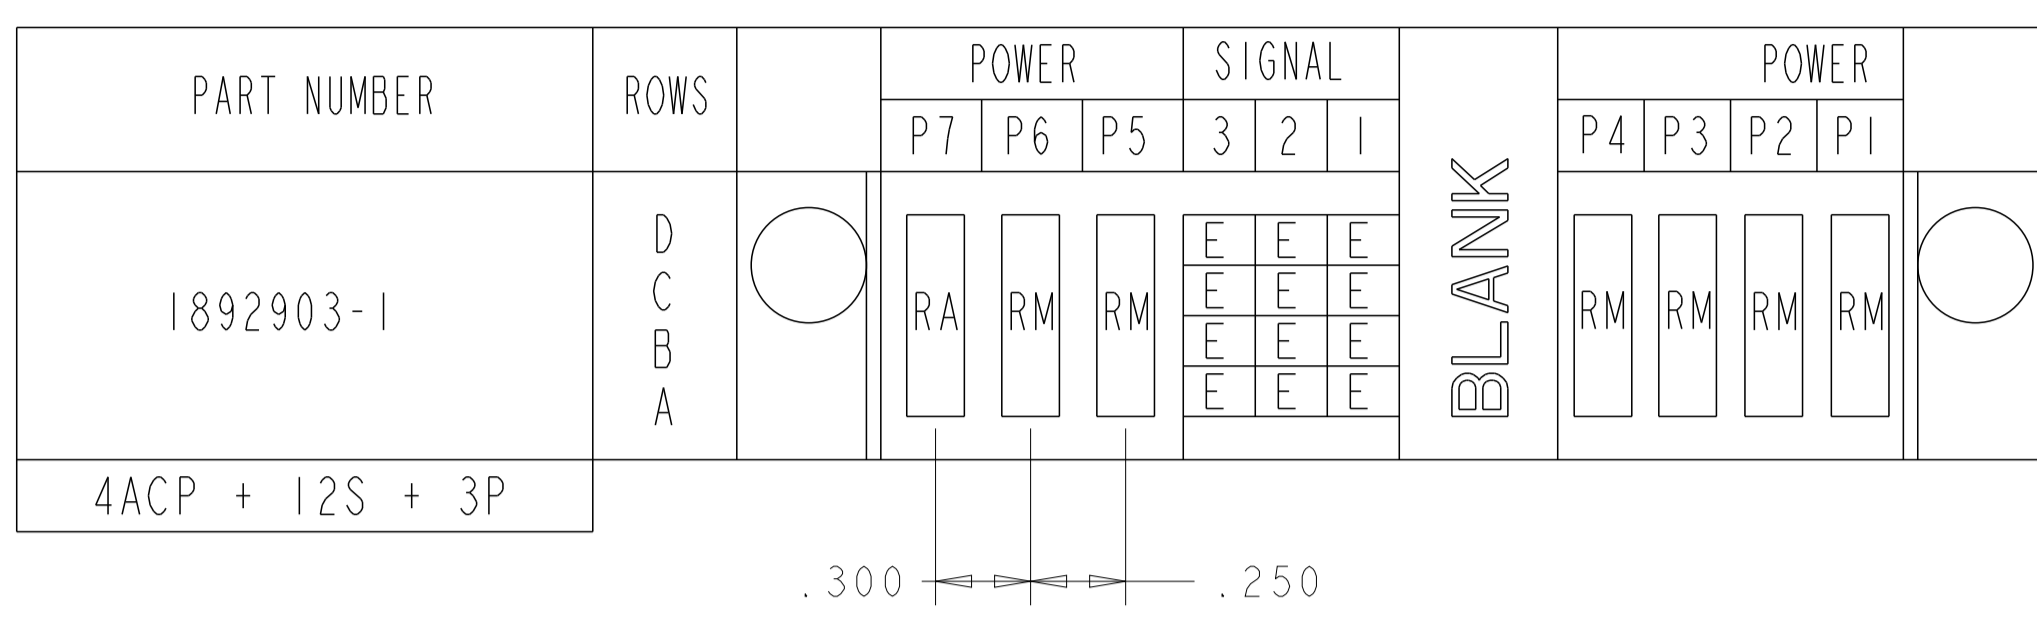 PART NUMBER ROWS POWER SIGNAL POWER
P7 P6 P5 3 2 1 P4 P3 P2 P1
BLANK
D E E E
C E E E
1892903-1 RA RM RM RM RM RM RM
B E E E
A E E E
4ACP + 12S + 3P
.300 .250